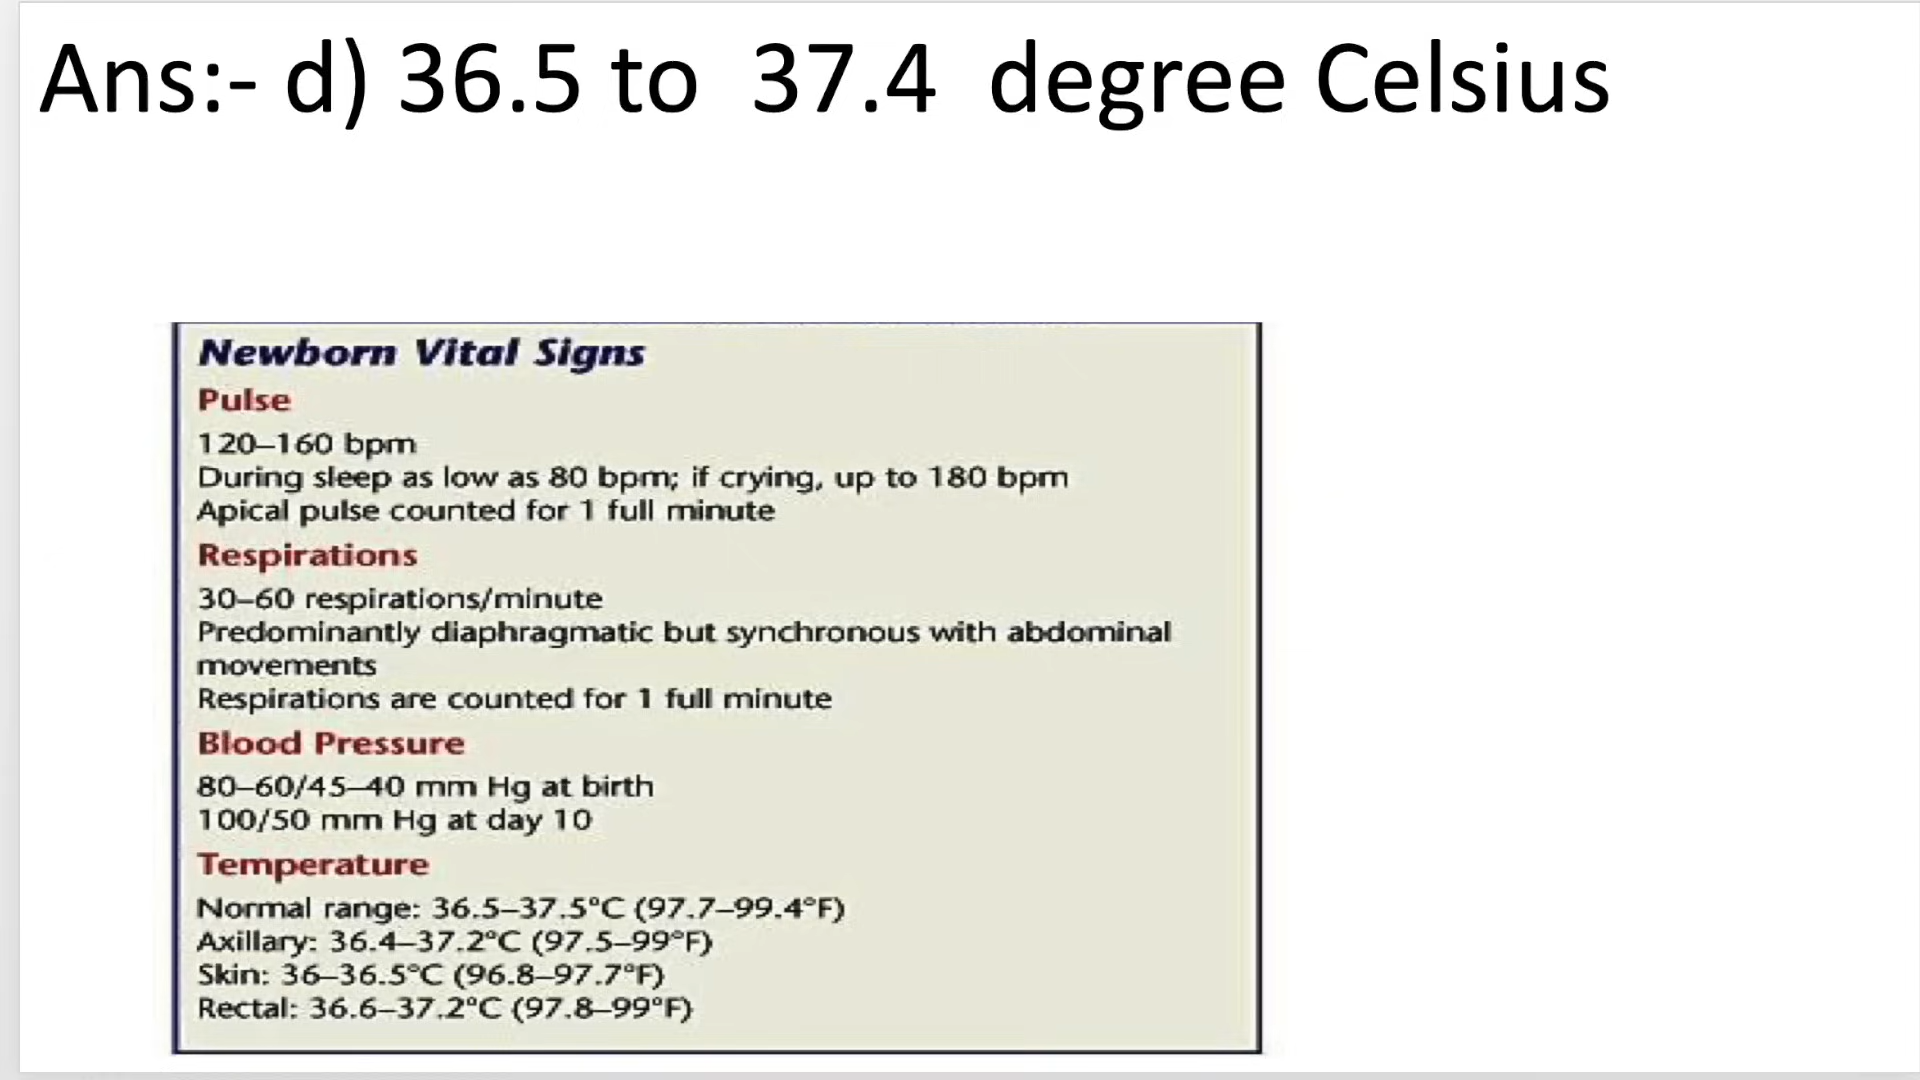 Ans:- d) 36.5 to 37.4 degree Celsius
Newborn Vital Signs
Pulse
120–160 bpm
During sleep as low as 80 bpm; if crying, up to 180 bpm
Apical pulse counted for 1 full minute
Respirations
30–60 respirations/minute
Predominantly diaphragmatic but synchronous with abdominal
movements
Respirations are counted for 1 full minute
Blood Pressure
80–60/45–40 mm Hg at birth
100/50 mm Hg at day 10
Temperature
Normal range: 36.5–37.5°C (97.7–99.4°F)
Axillary: 36.4–37.2°C (97.5–99°F)
Skin: 36–36.5°C (96.8–97.7°F)
Rectal: 36.6–37.2°C (97.8–99°F)